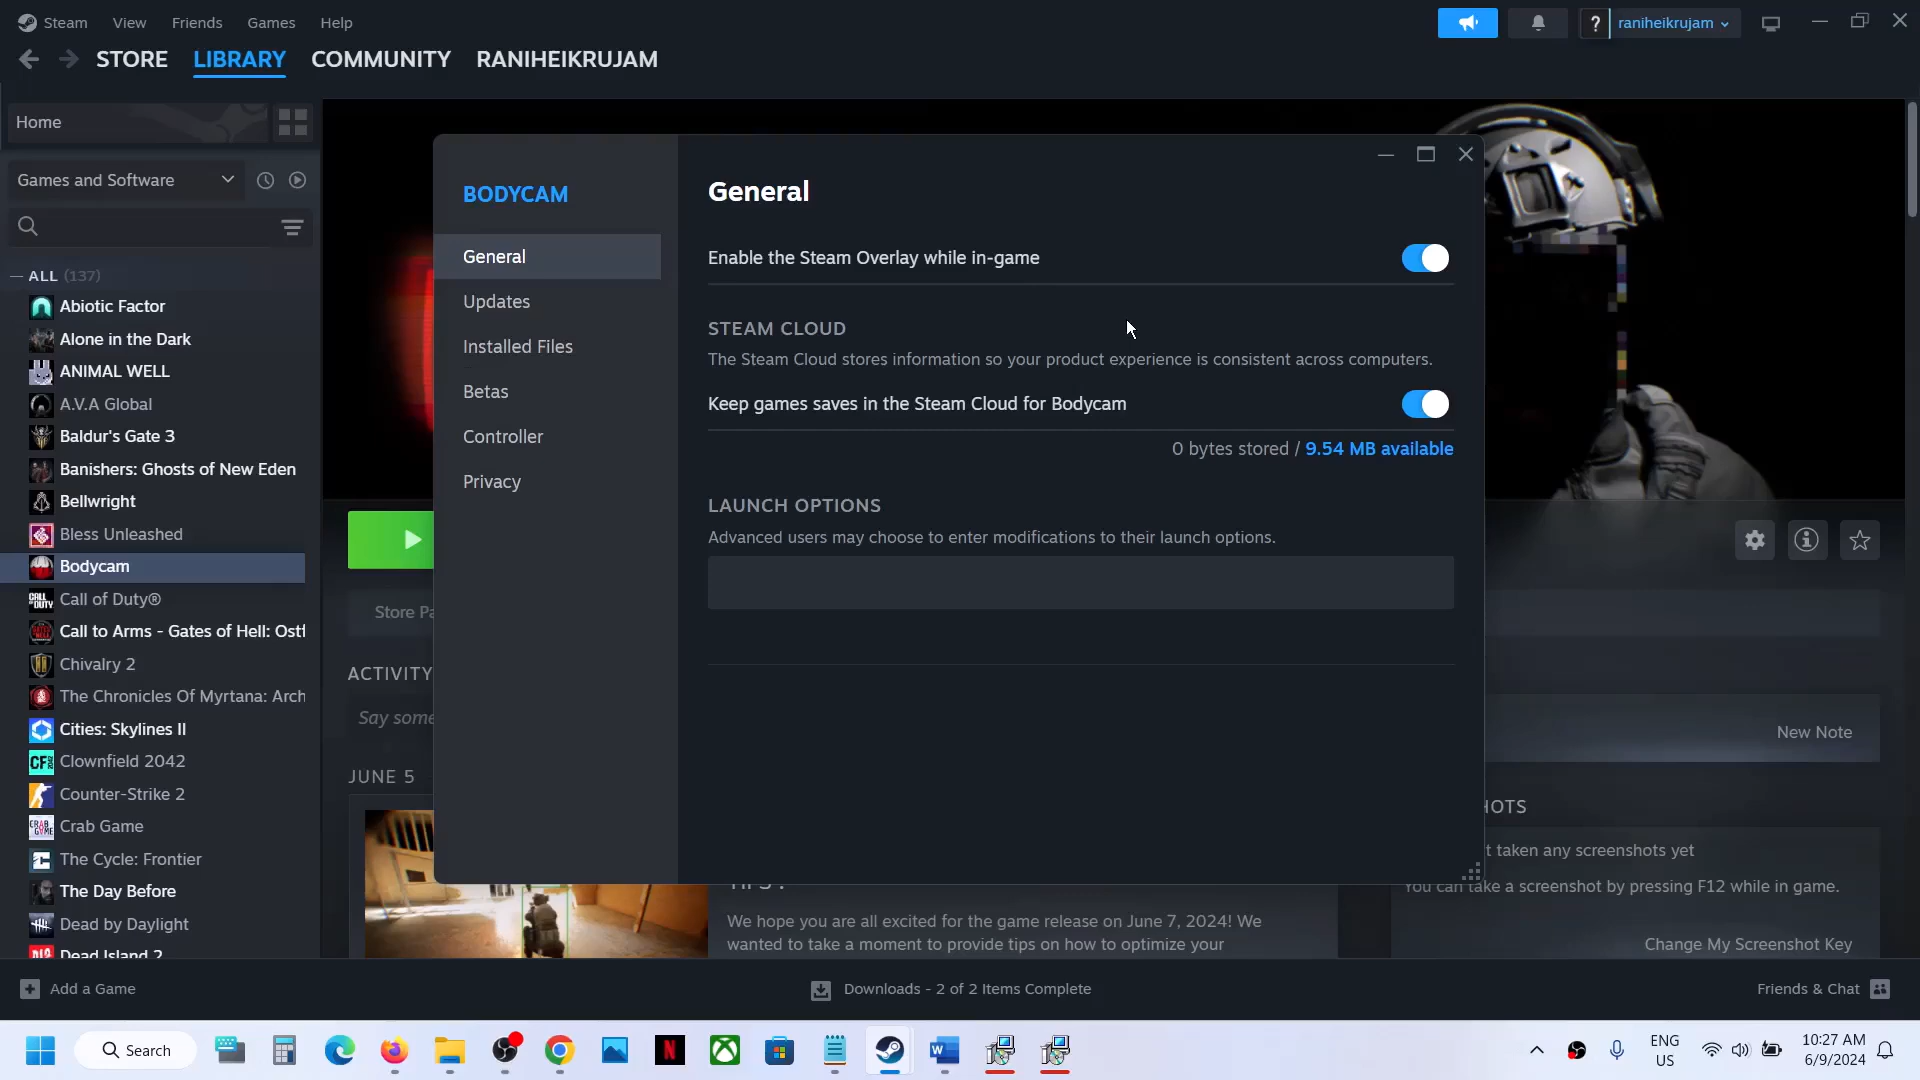 Steam View Friends Games Help
? raniheikrujam
STORE LIBRARY COMMUNITY RANIHEIKRUJAM
Home
Games and Software
ALL (137)
Abiotic Factor
Alone in the Dark
ANIMAL WELL
A.V.A Global
Baldur's Gate 3
Banishers: Ghosts of New Eden
Bellwright
Bless Unleashed
Bodycam
Call of Duty®
Call to Arms - Gates of Hell: Ostf
Chivalry 2
The Chronicles Of Myrtana: Arch
Cities: Skylines II
Clownfield 2042
Counter-Strike 2
Crab Game
The Cycle: Frontier
The Day Before
Dead by Daylight
Dead Island 2
BODYCAM
General
Updates
Installed Files
Betas
Controller
Privacy
General
Enable the Steam Overlay while in-game
STEAM CLOUD
The Steam Cloud stores information so your product experience is consistent across computers.
Keep games saves in the Steam Cloud for Bodycam
0 bytes stored / 9.54 MB available
LAUNCH OPTIONS
Advanced users may choose to enter modifications to their launch options.
Store Pa
ACTIVITY
Say some
JUNE 5
We hope you are all excited for the game release on June 7, 2024! We
wanted to take a moment to provide tips on how to optimize your
New Note
HOTS
't taken any screenshots yet
You can take a screenshot by pressing F12 while in game.
Change My Screenshot Key
Add a Game
Downloads - 2 of 2 Items Complete
Friends & Chat
Search
ENG
US
10:27 AM
6/9/2024